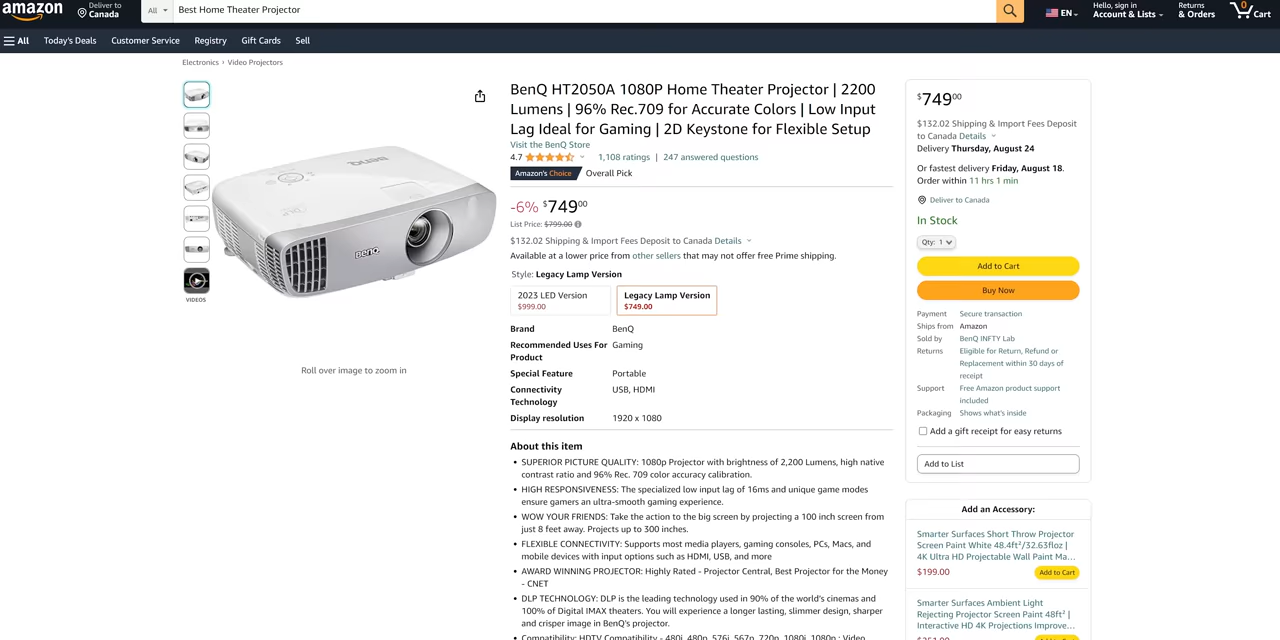 amazon
Deliver to
Canada
All
Best Home Theater Projector
EN
Hello, sign in
Account & Lists
Returns
& Orders
0
Cart
All
Today's Deals
Customer Service
Registry
Gift Cards
Sell
Electronics › Video Projectors
VIDEOS
BenQ
BenQ
Roll over image to zoom in
BenQ HT2050A 1080P Home Theater Projector | 2200
Lumens | 96% Rec.709 for Accurate Colors | Low Input
Lag Ideal for Gaming | 2D Keystone for Flexible Setup
Visit the BenQ Store
4.7
1,108 ratings | 247 answered questions
Amazon's Choice
Overall Pick
-6% $74900
List Price: $799.00
$132.02 Shipping & Import Fees Deposit to Canada Details
Available at a lower price from other sellers that may not offer free Prime shipping.
Style: Legacy Lamp Version
2023 LED Version
$999.00
Legacy Lamp Version
$749.00
Brand BenQ
Recommended Uses For Gaming
Product
Special Feature Portable
Connectivity USB, HDMI
Technology
Display resolution 1920 x 1080
About this item
• SUPERIOR PICTURE QUALITY: 1080p Projector with brightness of 2,200 Lumens, high native
contrast ratio and 96% Rec. 709 color accuracy calibration.
• HIGH RESPONSIVENESS: The specialized low input lag of 16ms and unique game modes
ensure gamers an ultra-smooth gaming experience.
• WOW YOUR FRIENDS: Take the action to the big screen by projecting a 100 inch screen from
just 8 feet away. Projects up to 300 inches.
• FLEXIBLE CONNECTIVITY: Supports most media players, gaming consoles, PCs, Macs, and
mobile devices with input options such as HDMI, USB, and more
• AWARD WINNING PROJECTOR: Highly Rated - Projector Central, Best Projector for the Money
- CNET
• DLP TECHNOLOGY: DLP is the leading technology used in 90% of the world's cinemas and
100% of Digital IMAX theaters. You will experience a longer lasting, slimmer design, sharper
and crisper image in BenQ's projector.
• Compatibility: HDTV Compatibility - 480i, 480p, 576i, 567p, 720p, 1080i, 1080p ; Video
$74900
$132.02 Shipping & Import Fees Deposit
to Canada Details
Delivery Thursday, August 24
Or fastest delivery Friday, August 18.
Order within 11 hrs 1 min
Deliver to Canada
In Stock
Qty: 1
Add to Cart
Buy Now
Payment Secure transaction
Ships from Amazon
Sold by BenQ INFTY Lab
Returns Eligible for Return, Refund or
Replacement within 30 days of
receipt
Support Free Amazon product support
included
Packaging Shows what's inside
Add a gift receipt for easy returns
Add to List
Add an Accessory:
Smarter Surfaces Short Throw Projector
Screen Paint White 48.4ft²/32.63floz |
4K Ultra HD Projectable Wall Paint Ma...
$199.00
Add to Cart
Smarter Surfaces Ambient Light
Rejecting Projector Screen Paint 48ft² |
Interactive HD 4K Projections Improve...